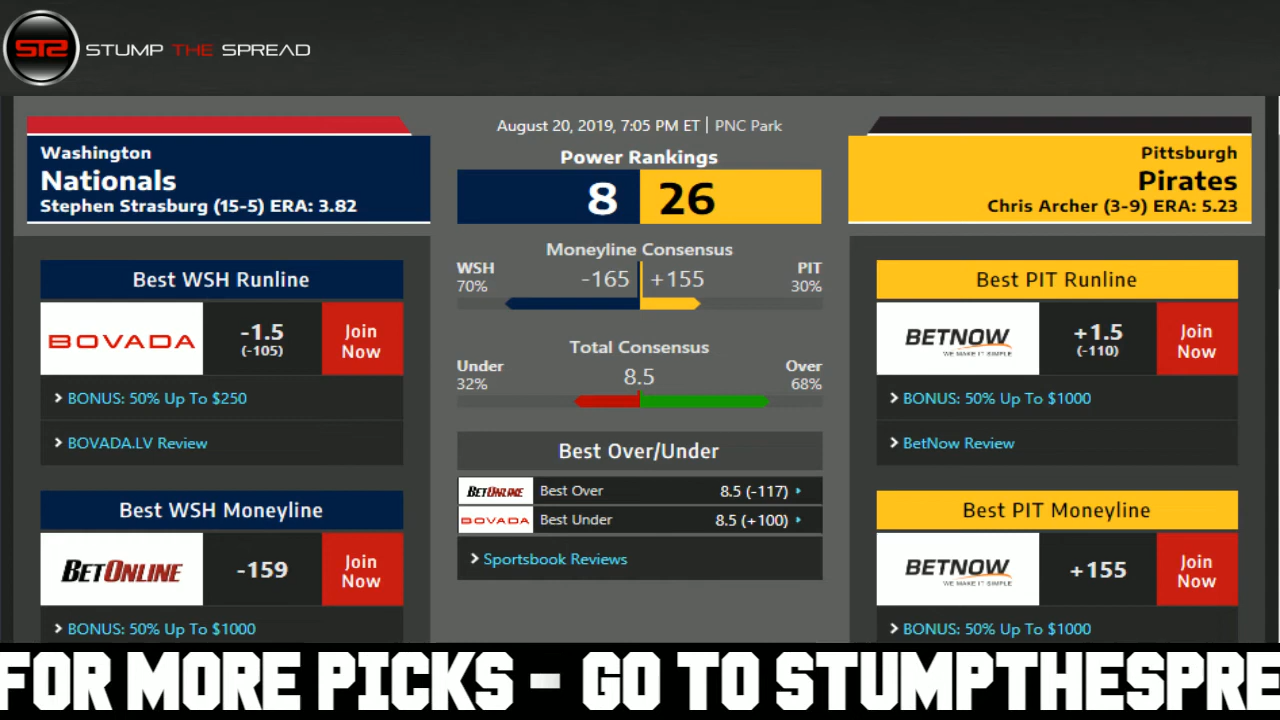 STS STUMP THE SPREAD
August 20, 2019, 7:05 PM ET | PNC Park
Washington
Nationals
Stephen Strasburg (15-5) ERA: 3.82
Power Rankings
8 26
Pittsburgh
Pirates
Chris Archer (3-9) ERA: 5.23
Best WSH Runline
BOVADA
-1.5
(-105)
Join
Now
> BONUS: 50% Up To $250
> BOVADA.LV Review
Best WSH Moneyline
BETONLINE
-159
Join
Now
> BONUS: 50% Up To $1000
Moneyline Consensus
WSH
70%
-165 +155
PIT
30%
Total Consensus
Under
32%
8.5
Over
68%
Best Over/Under
BETONLINE Best Over 8.5 (-117)
BOVADA Best Under 8.5 (+100)
> Sportsbook Reviews
Best PIT Runline
BETNOW
WE MAKE IT SIMPLE
+1.5
(-110)
Join
Now
> BONUS: 50% Up To $1000
> BetNow Review
Best PIT Moneyline
BETNOW
WE MAKE IT SIMPLE
+155
Join
Now
> BONUS: 50% Up To $1000
FOR MORE PICKS - GO TO STUMPTHESPRE